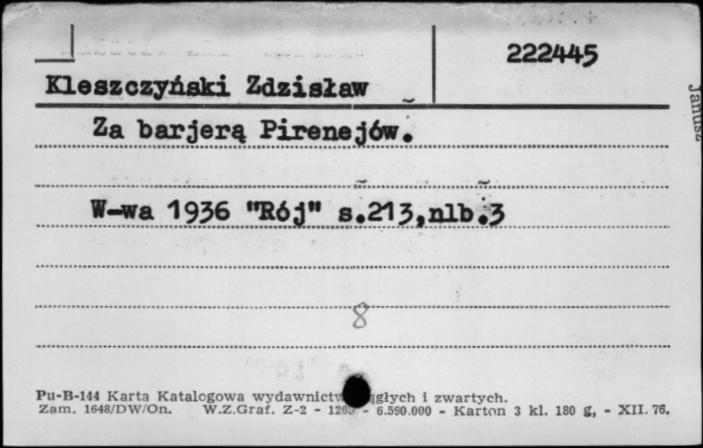 222445
Kleszczyński Zdzisław
Za barjerą Pirenejów.
W-wa 1936 "Rój" s.213,nlb.3
8
Pu-B-144 Karta Katalogowa wydawnictw ciągłych i zwartych.
Zam. 1648/DW/On. W.Z.Graf. Z-2 - 1263 - 6.590.000 - Karton 3 kl. 180 g, - XII. 76.
Janusz